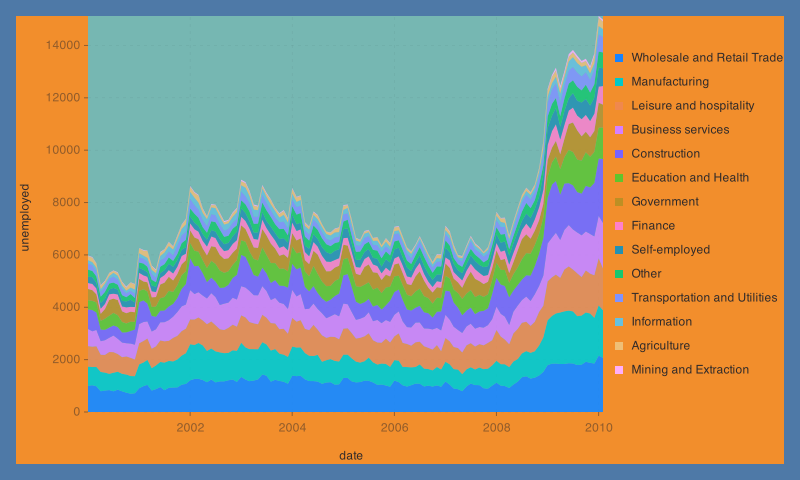 14000
12000
10000
8000
6000
4000
2000
0
unemployed
2002
2004
2006
2008
2010
date
Wholesale and Retail Trade
Manufacturing
Leisure and hospitality
Business services
Construction
Education and Health
Government
Finance
Self-employed
Other
Transportation and Utilities
Information
Agriculture
Mining and Extraction